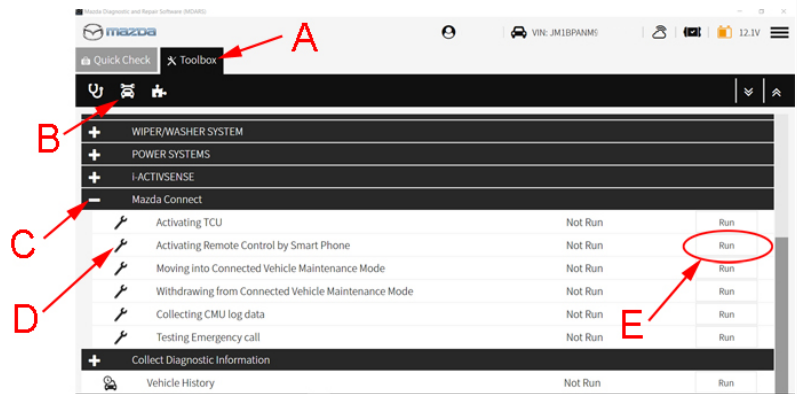 Mazda Diagnostic and Repair Software (MDARS)
mazda
VIN: JM1BPANMS
12.1V
A
Quick Check
Toolbox
B
WIPER/WASHER SYSTEM
POWER SYSTEMS
i-ACTIVSENSE
C
Mazda Connect
Activating TCU Not Run Run
D
Activating Remote Control by Smart Phone Not Run Run
Moving into Connected Vehicle Maintenance Mode Not Run Run
Withdrawing from Connected Vehicle Maintenance Mode Not Run Run
E
Collecting CMU log data Not Run Run
Testing Emergency call Not Run Run
Collect Diagnostic Information
Vehicle History Not Run Run